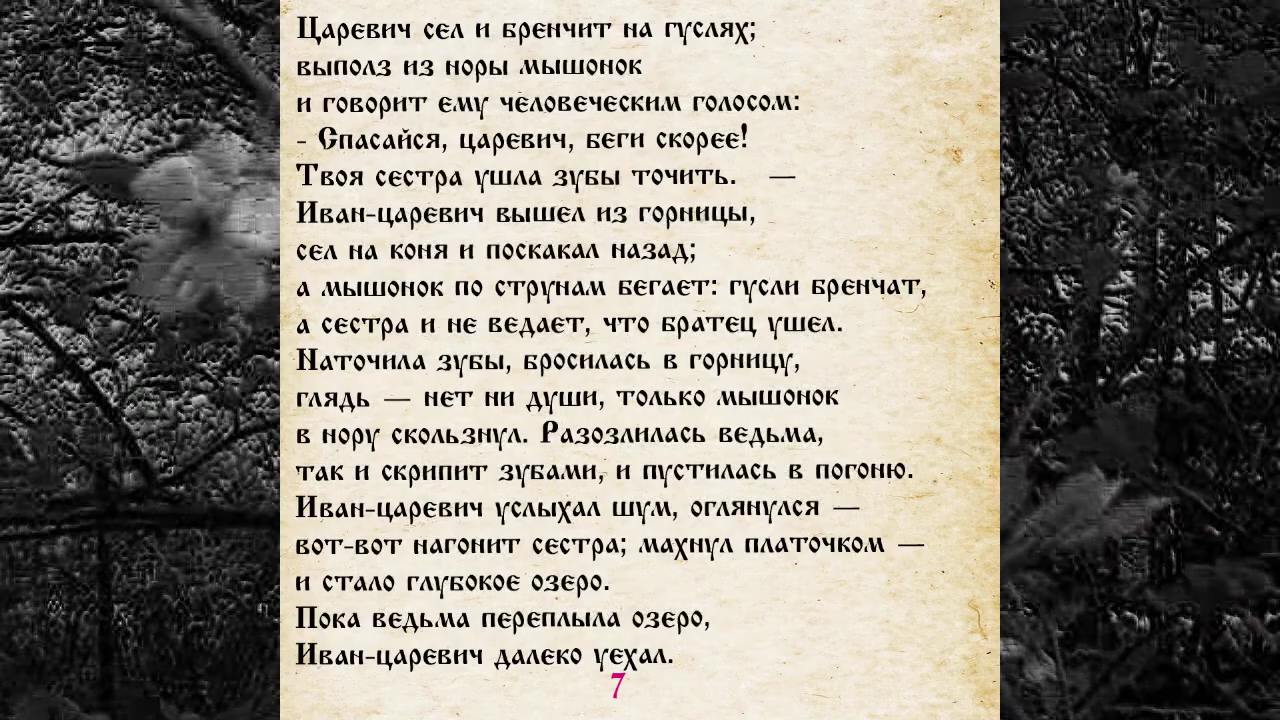 Царевич сел и бренчит на гуслях;
выполз из норы мышонок
и говорит ему человеческим голосом:
- Спасайся, царевич, беги скорее!
Твоя сестра ушла зубы точить. —
Иван-царевич вышел из горницы,
сел на коня и поскакал назад;
а мышонок по струнам бегает: гусли бренчат,
а сестра и не ведает, что братец ушел.
Наточила зубы, бросилась в горницу,
глядь — нет ни души, только мышонок
в нору скользнул. Разозлилась ведьма,
так и скрипит зубами, и пустилась в погоню.
Иван-царевич услыхал шум, оглянулся —
вот-вот нагонит сестра; махнул платочком —
и стало глубокое озеро.
Пока ведьма переплыла озеро,
Иван-царевич далеко уехал.
7